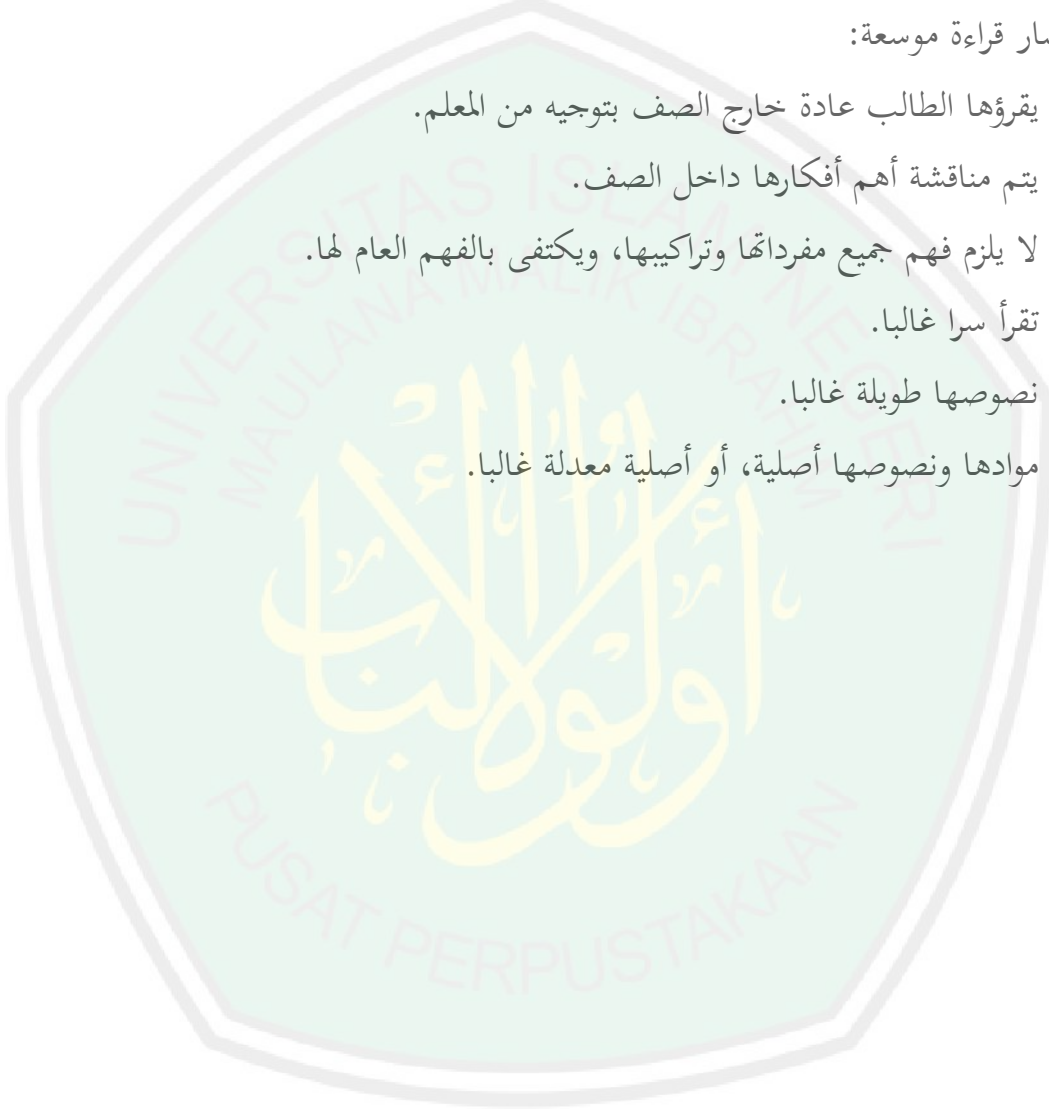 قراءة موسعة:
يقرؤها الطالب عادة خارج الصف بتوجيه من المعلم.
يتم مناقشة أهم أفكارها داخل الصف.
لا يلزم فهم جميع مفرداتها وتراكيبها، ويكتفى بالفهم العام لها.
تقرأ سرا غالبا.
نصوصها طويلة غالبا.
موادها ونصوصها أصلية، أو أصلية معدلة غالبا.
UNIVERSITAS ISLAM NEGERI
MAULANA MALIK IBRAHIM
أولو الألباب
PUSAT PERPUSTAKAAN